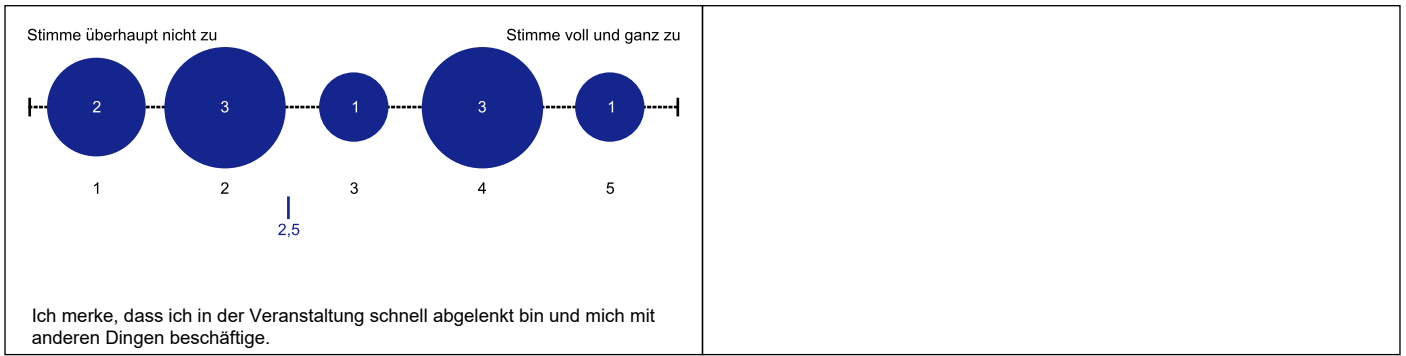 Stimme überhaupt nicht zu Stimme voll und ganz zu
2 3 1 3 1
1 2 3 4 5
2,5
Ich merke, dass ich in der Veranstaltung schnell abgelenkt bin und mich mit
anderen Dingen beschäftige.